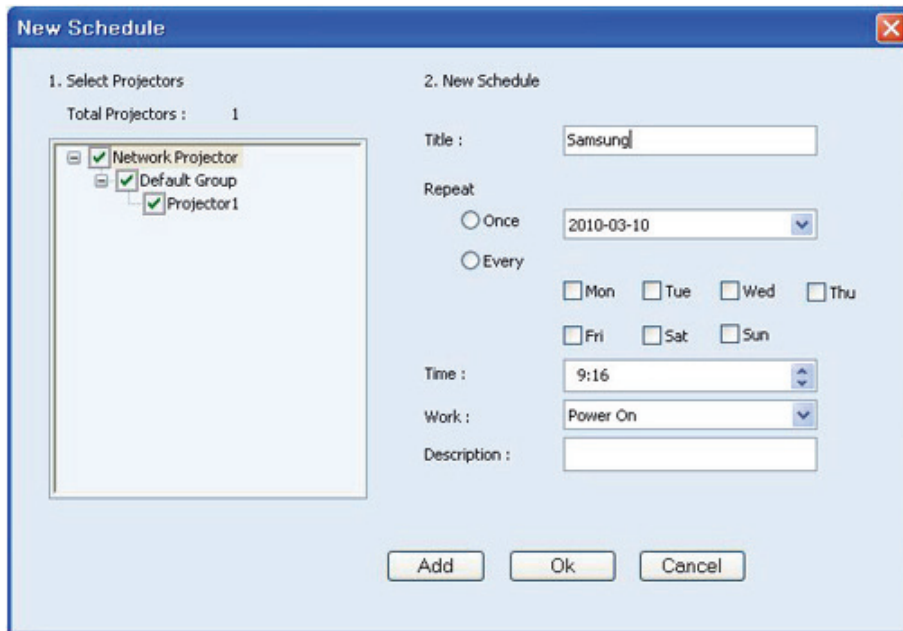 New Schedule
1. Select Projectors
Total Projectors : 1
Network Projector
Default Group
Projector1
2. New Schedule
Title : Samsung
Repeat
Once 2010-03-10
Every
Mon Tue Wed Thu
Fri Sat Sun
Time : 9:16
Work : Power On
Description :
Add Ok Cancel